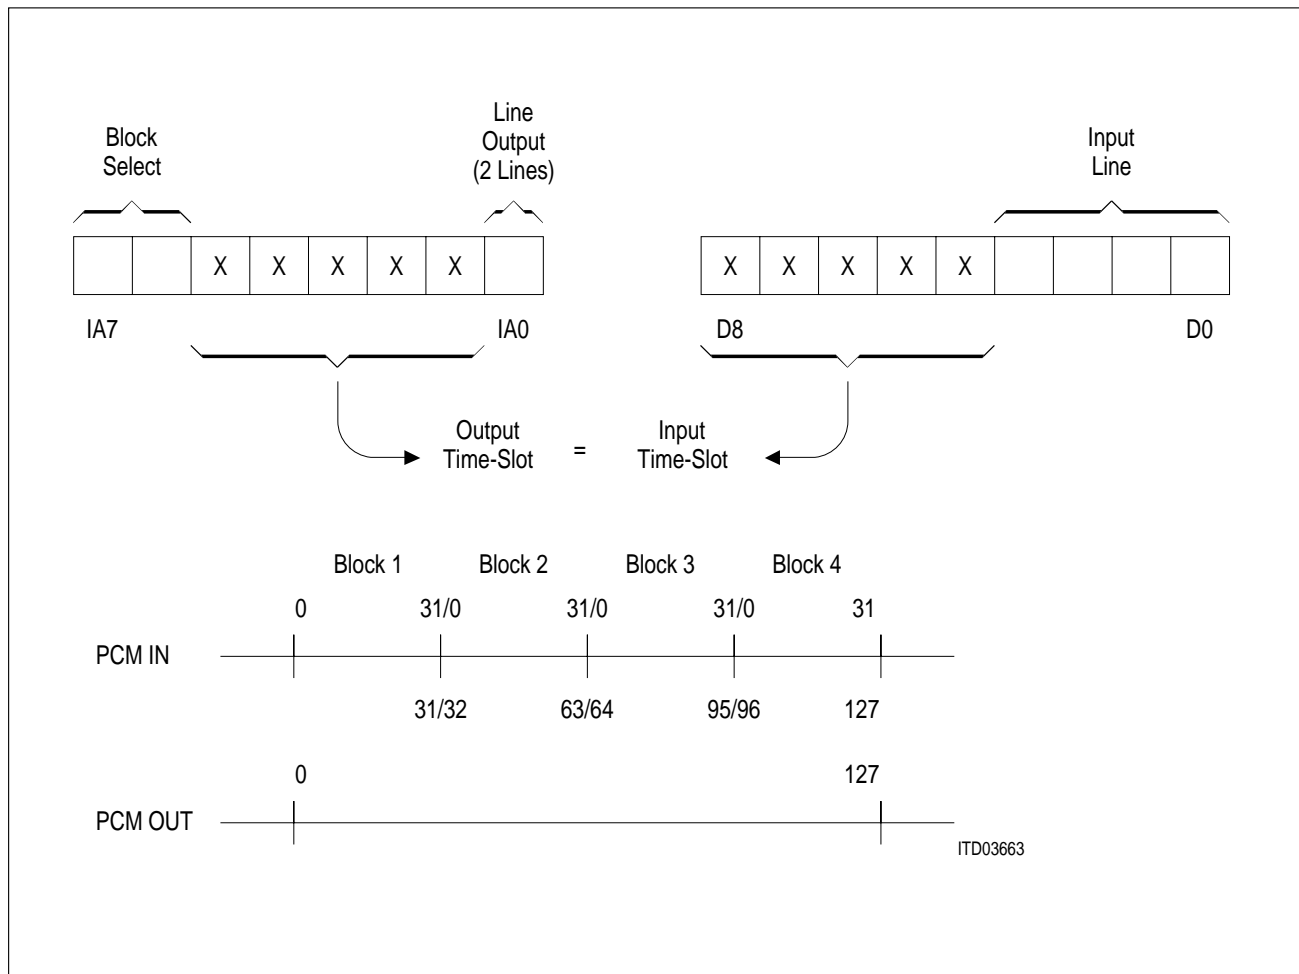 Block
Select
Line
Output
(2 Lines)
Input
Line
X X X X X
X X X X X
IA7
IA0
D8
D0
Output
Time-Slot
=
Input
Time-Slot
Block 1
Block 2
Block 3
Block 4
0
31/0
31/0
31/0
31
PCM IN
31/32
63/64
95/96
127
0
127
PCM OUT
ITD03663